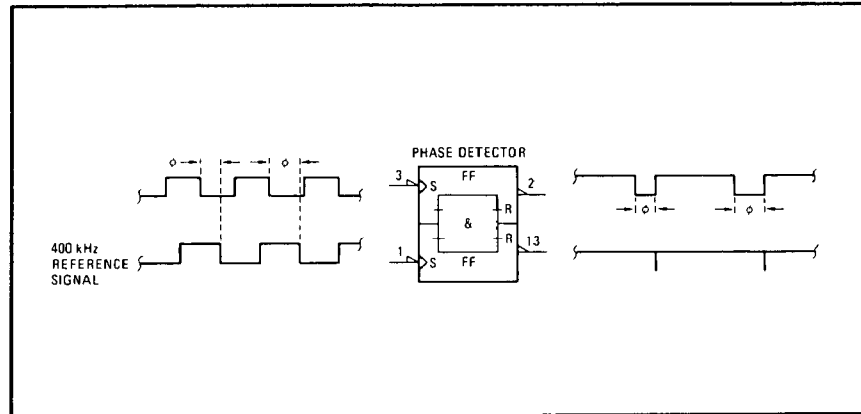 PHASE DETECTOR
ϕ ϕ
3 S FF 2
R
&
R
400 kHz
REFERENCE
SIGNAL
1 S FF 13
ϕ ϕ